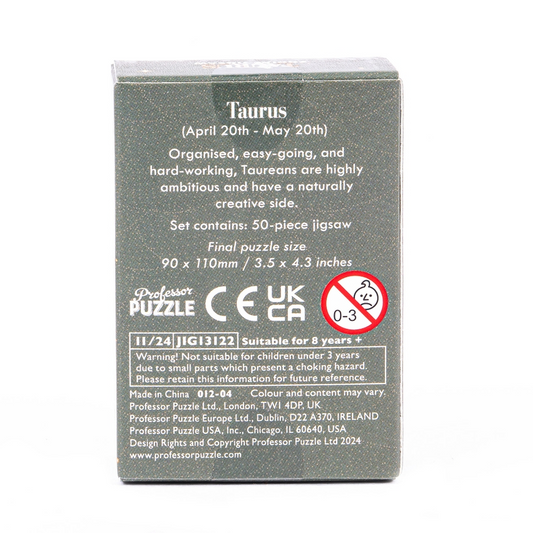 Taurus
(April 20th - May 20th)
Organised, easy-going, and
hard-working, Taureans are highly
ambitious and have a naturally
creative side.
Set contains: 50-piece jigsaw
Final puzzle size
90 x 110mm / 3.5 x 4.3 inches
Professor
PUZZLE
CE
UK
CA
0-3
11/24 JIG13122 Suitable for 8 years +
Warning! Not suitable for children under 3 years
due to small parts which present a choking hazard.
Please retain this information for future reference.
Made in China 012-04 Colour and content may vary.
Professor Puzzle Ltd., London, TW1 4DP, UK
Professor Puzzle Europe Ltd., Dublin, D22 A370, IRELAND
Professor Puzzle USA, Inc., Chicago, IL 60640, USA
Design Rights and Copyright Professor Puzzle Ltd 2024
www.professorpuzzle.com